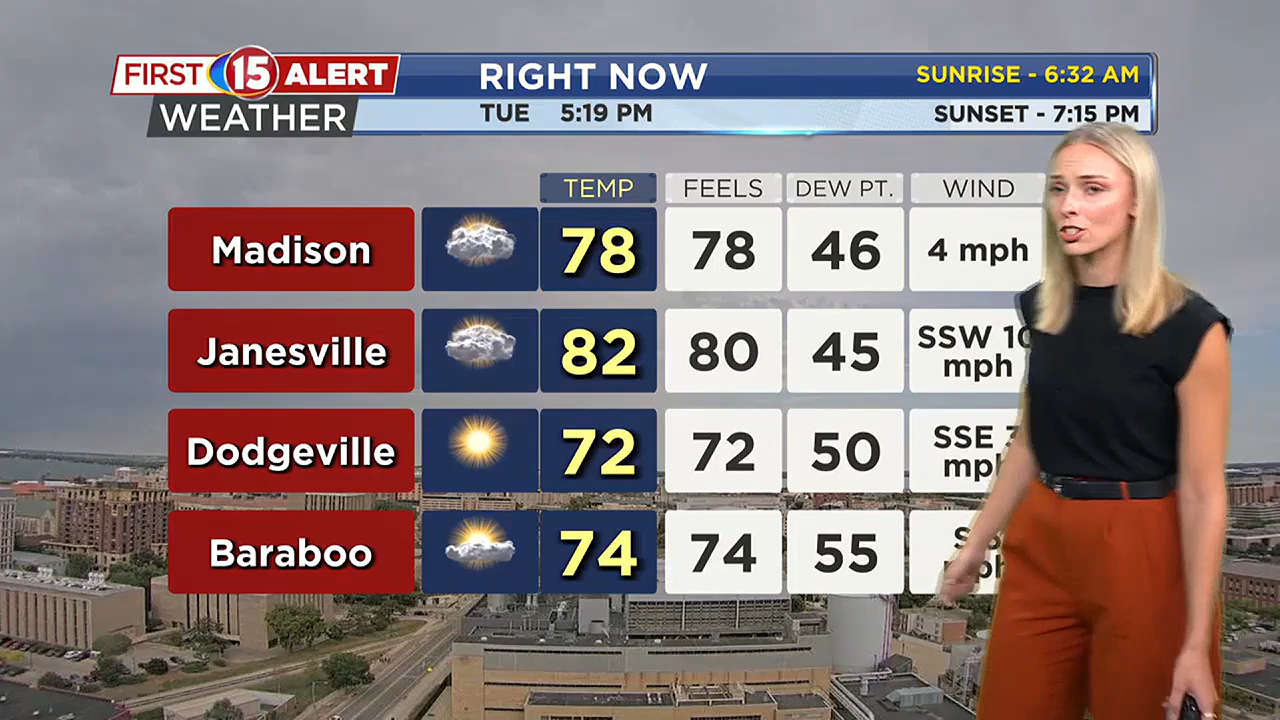 FIRST 15 ALERT
WEATHER
RIGHT NOW
SUNRISE - 6:32 AM
TUE 5:19 PM
SUNSET - 7:15 PM
TEMP FEELS DEW PT. WIND
Madison 78 78 46 4 mph
Janesville 82 80 45 SSW 10
mph
Dodgeville 72 72 50 SSE
mph
Baraboo 74 74 55